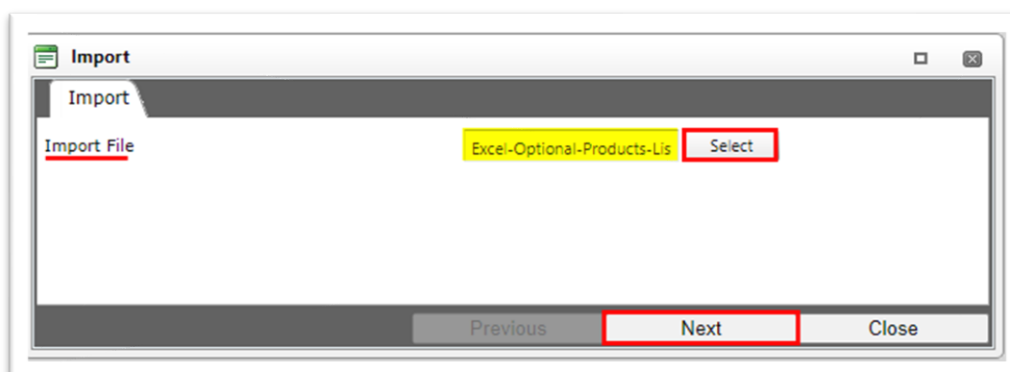 Import
Import
Import File
Excel-Optional-Products-Lis
Select
Previous
Next
Close